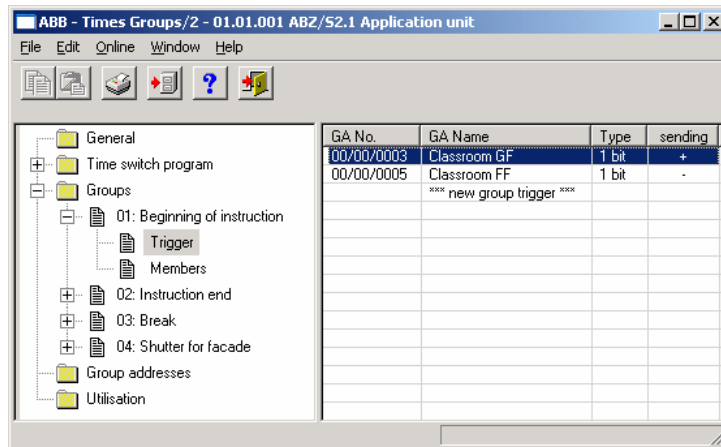 ABB - Times Groups/2 - 01.01.001 ABZ/S2.1 Application unit
File Edit Online Window Help
General
Time switch program
Groups
01: Beginning of instruction
Trigger
Members
02: Instruction end
03: Break
04: Shutter for facade
Group addresses
Utilisation
GA No. GA Name Type sending
00/00/0003 Classroom GF 1 bit +
00/00/0005 Classroom FF 1 bit -
*** new group trigger ***